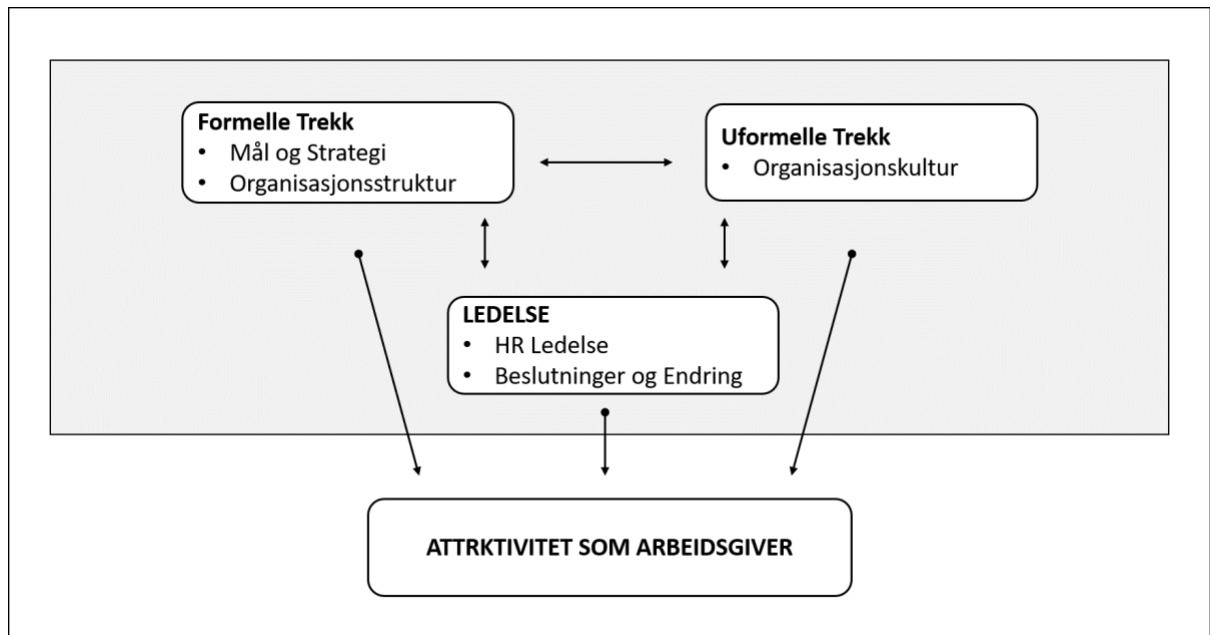 Formelle Trekk
• Mål og Strategi
• Organisasjonsstruktur
Uformelle Trekk
• Organisasjonskultur
LEDELSE
• HR Ledelse
• Beslutninger og Endring
ATTRKTIVITET SOM ARBEIDSGIVER